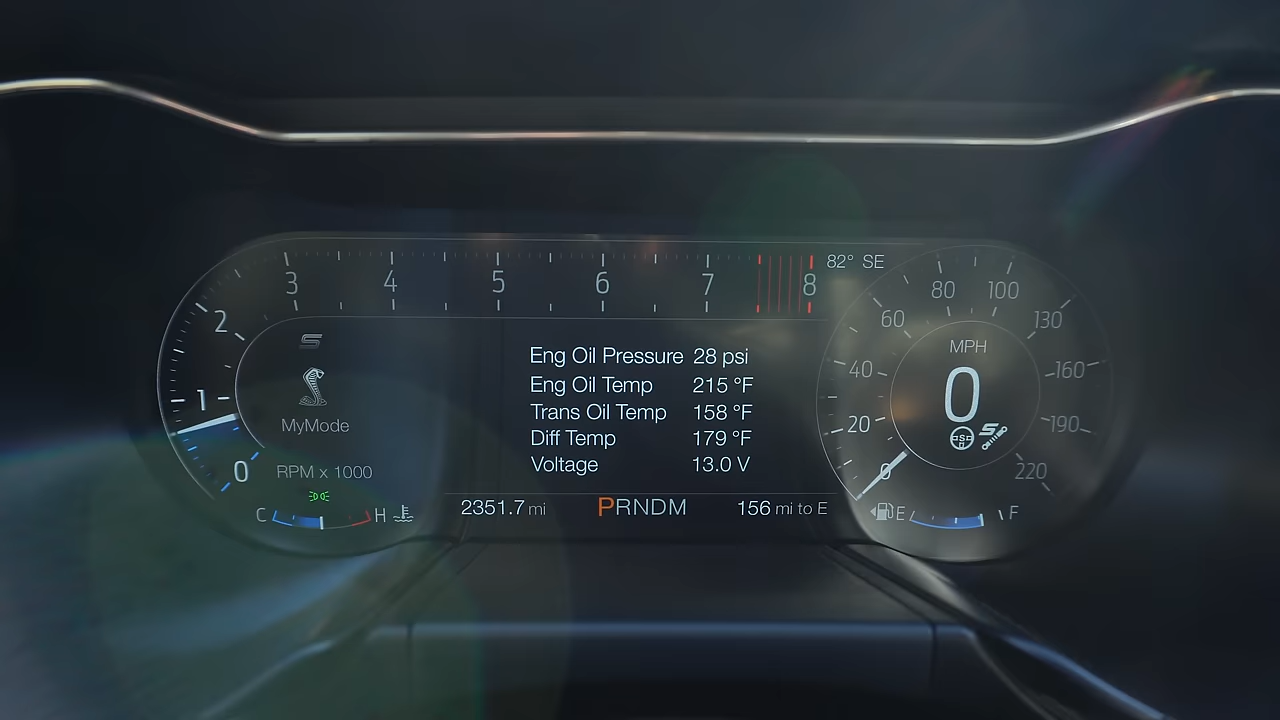 3 4 5 6 7 8
82° SE
2
1
0
MyMode
RPM x 1000
C H
Eng Oil Pressure 28 psi
Eng Oil Temp 215 °F
Trans Oil Temp 158 °F
Diff Temp 179 °F
Voltage 13.0 V
2351.7 mi
PRNDM
156 mi to E
0 20 40 60 80 100 130 160 190 220
MPH
0
S
E F